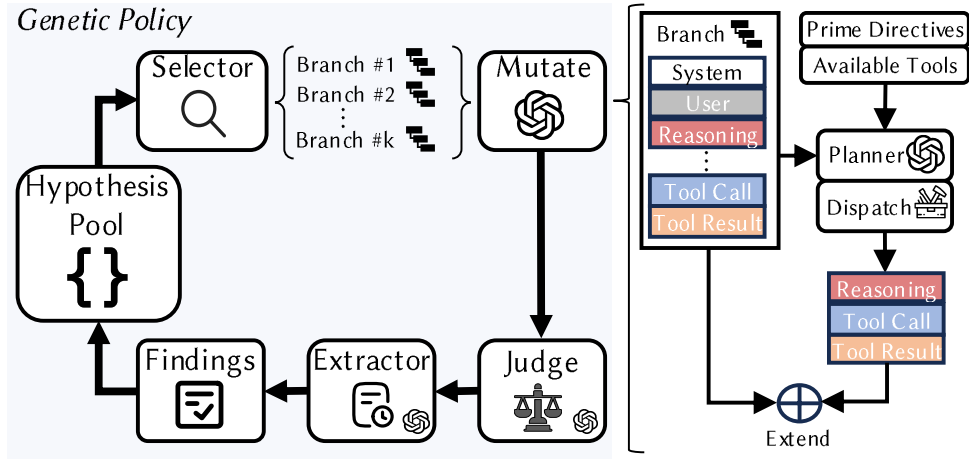 Genetic Policy
Selector
Branch #1
Branch #2
Branch #k
Mutate
Hypothesis
Pool
{}
Findings
Extractor
Judge
Branch
System
User
Reasoning
Tool Call
Tool Result
Prime Directives
Available Tools
Planner
Dispatch
Reasoning
Tool Call
Tool Result
Extend